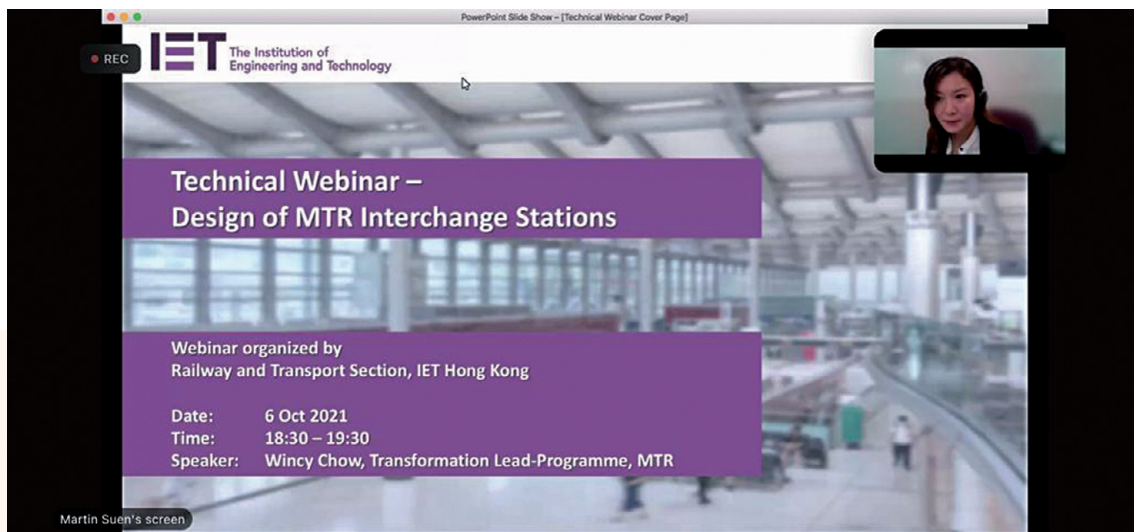 PowerPoint Slide Show – [Technical Webinar Cover Page]
REC
IET
The Institution of
Engineering and Technology
Technical Webinar –
Design of MTR Interchange Stations
Webinar organized by
Railway and Transport Section, IET Hong Kong
Date: 6 Oct 2021
Time: 18:30 – 19:30
Speaker: Wincy Chow, Transformation Lead-Programme, MTR
Martin Suen's screen